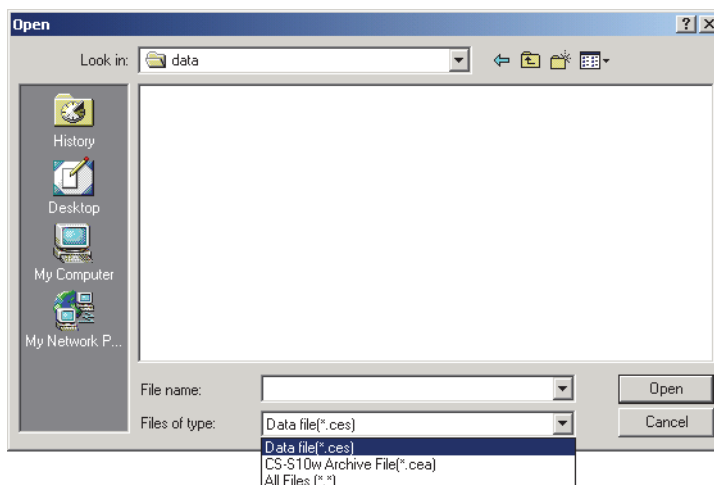 Open
Look in: data
History
Desktop
My Computer
My Network P...
File name:
Open
Files of type: Data file(*.ces)
Cancel
Data file(*.ces)
CS-S10w Archive File(*.cea)
All Files (*.*)